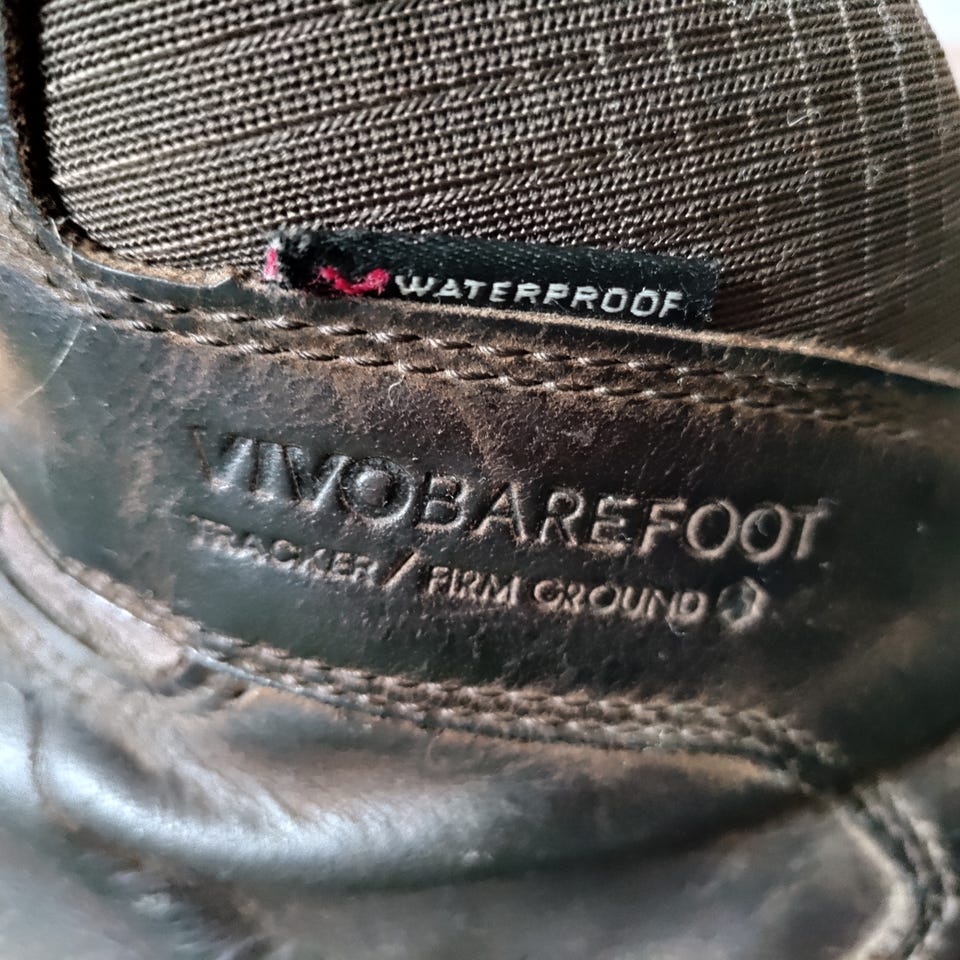 WATERPROOF
VIVOBAREFOOT
TRACKER / FIRM GROUND